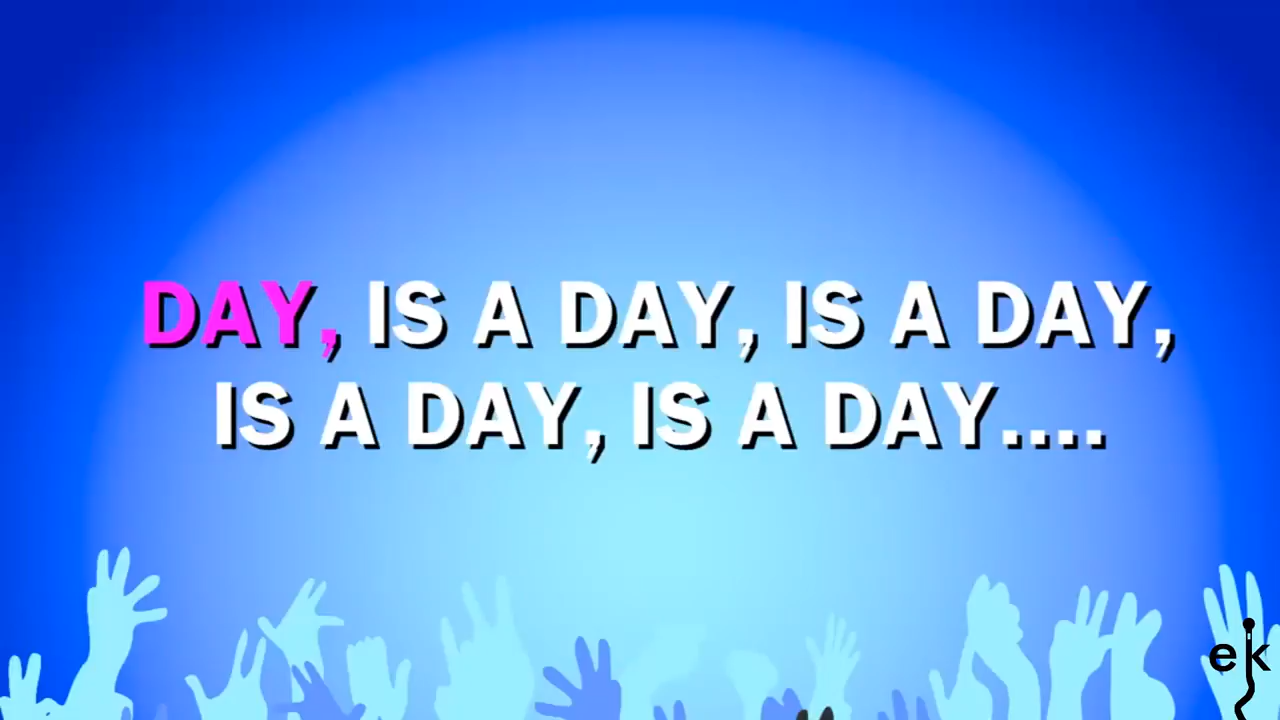 DAY, IS A DAY, IS A DAY,
IS A DAY, IS A DAY....
ek